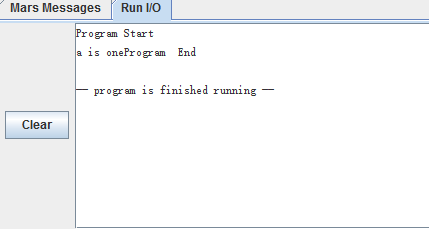 Mars Messages Run I/O
Program Start
a is oneProgram  End
-- program is finished running --
Clear